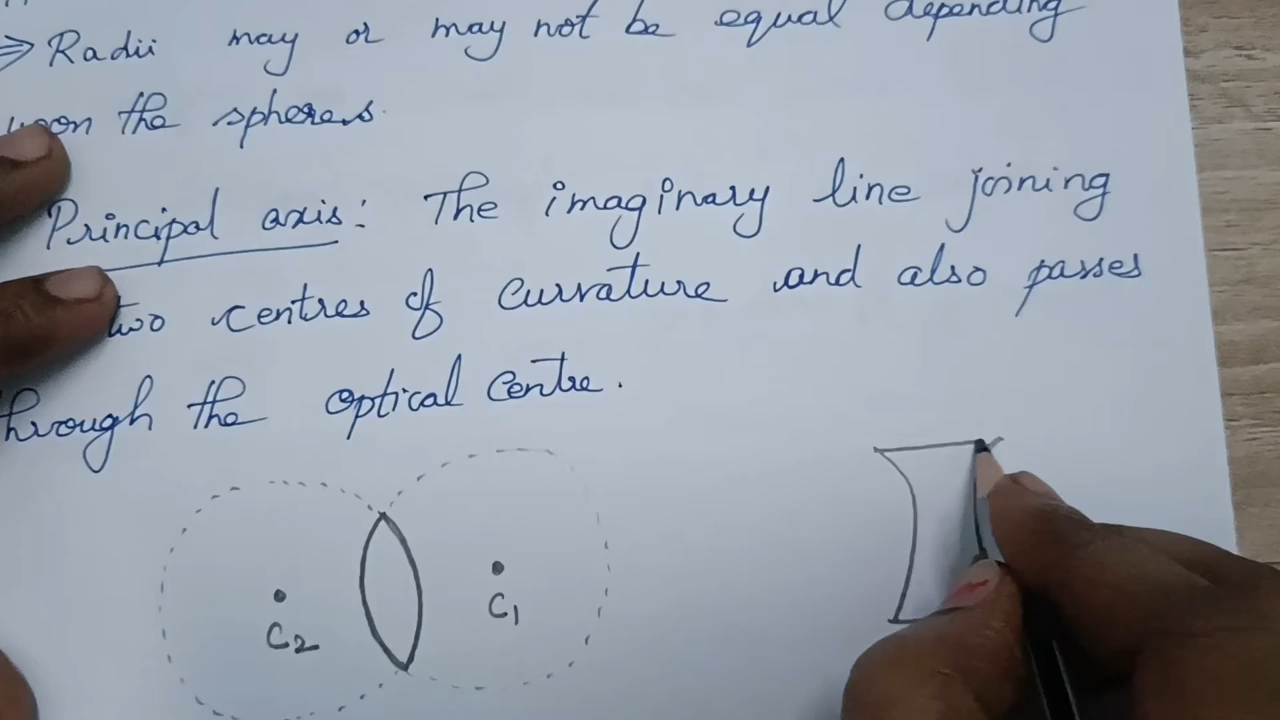 ⇒ Radii may or may not be equal depending
upon the spheres.
Principal axis: The imaginary line joining
two centres of curvature and also passes
through the optical centre.
C2
C1